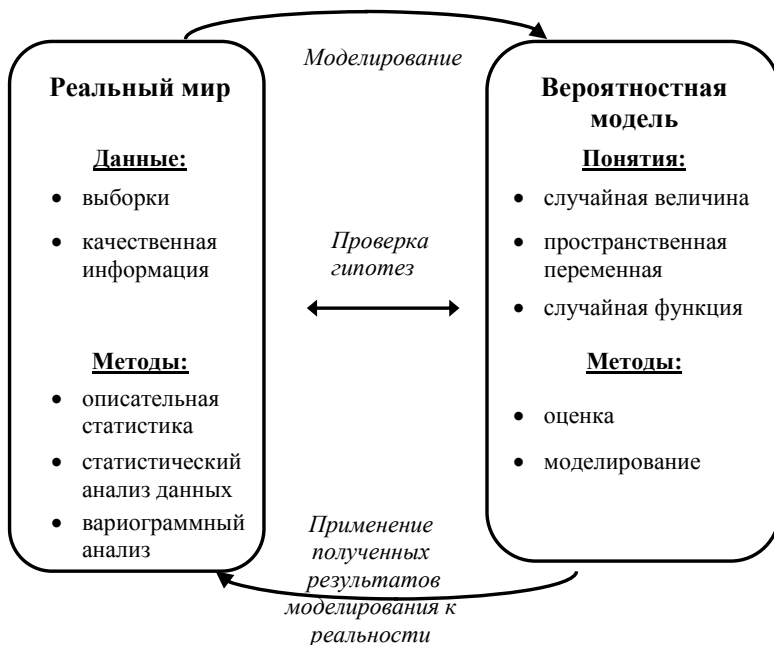 Моделирование
Реальный мир
Данные:
• выборки
• качественная
информация
Методы:
• описательная
статистика
• статистический
анализ данных
• вариограммный
анализ
Проверка
гипотез
Вероятностная
модель
Понятия:
• случайная величина
• пространственная
переменная
• случайная функция
Методы:
• оценка
• моделирование
Применение
полученных
результатов
моделирования к
реальности